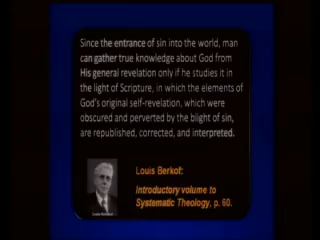 Since the entrance of sin into the world, man
can gather true knowledge about God from
His general revelation only if he studies it in
the light of Scripture, in which the elements of
God's original self-revelation, which were
obscured and perverted by the blight of sin,
are republished, corrected, and interpreted.
Louis Berkof:
Introductory volume to
Systematic Theology, p. 60.